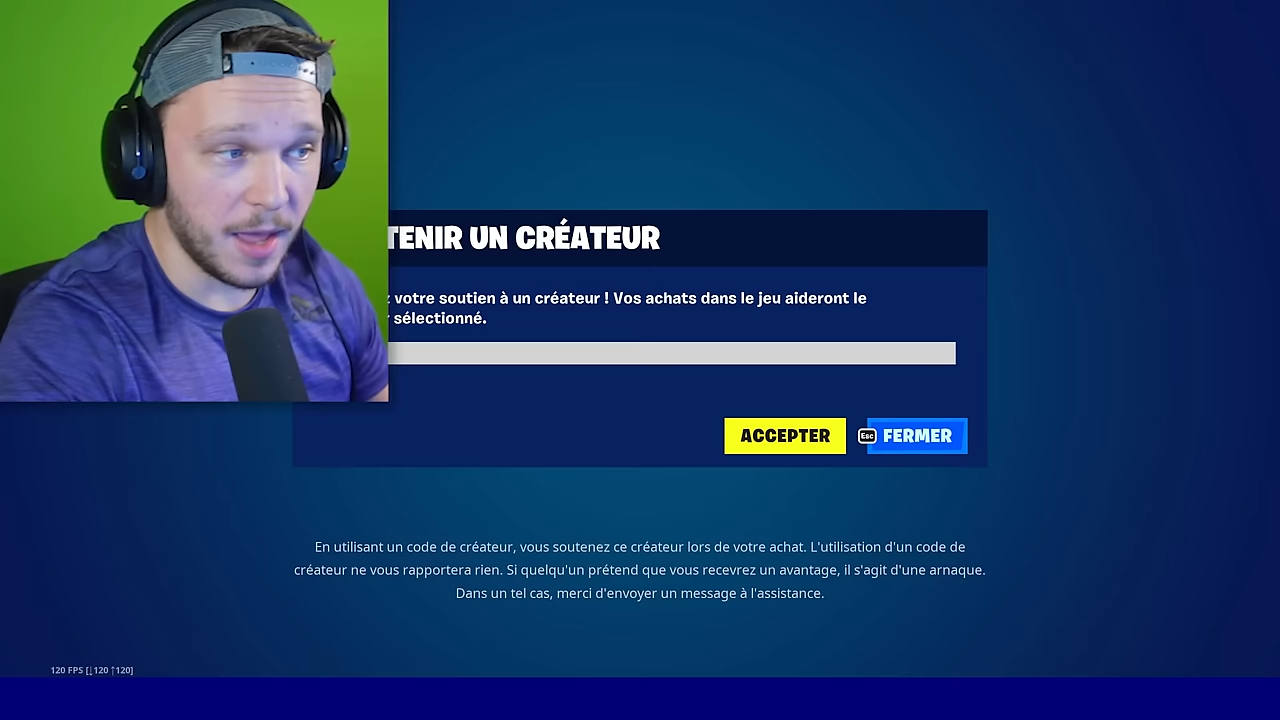 TENIR UN CRÉATEUR
votre soutien à un créateur ! Vos achats dans le jeu aideront le
sélectionné.
ACCEPTER
Esc FERMER
En utilisant un code de créateur, vous soutenez ce créateur lors de votre achat. L'utilisation d'un code de
créateur ne vous rapportera rien. Si quelqu'un prétend que vous recevrez un avantage, il s'agit d'une arnaque.
Dans un tel cas, merci d'envoyer un message à l'assistance.
120 FPS [↓120 ↑120]